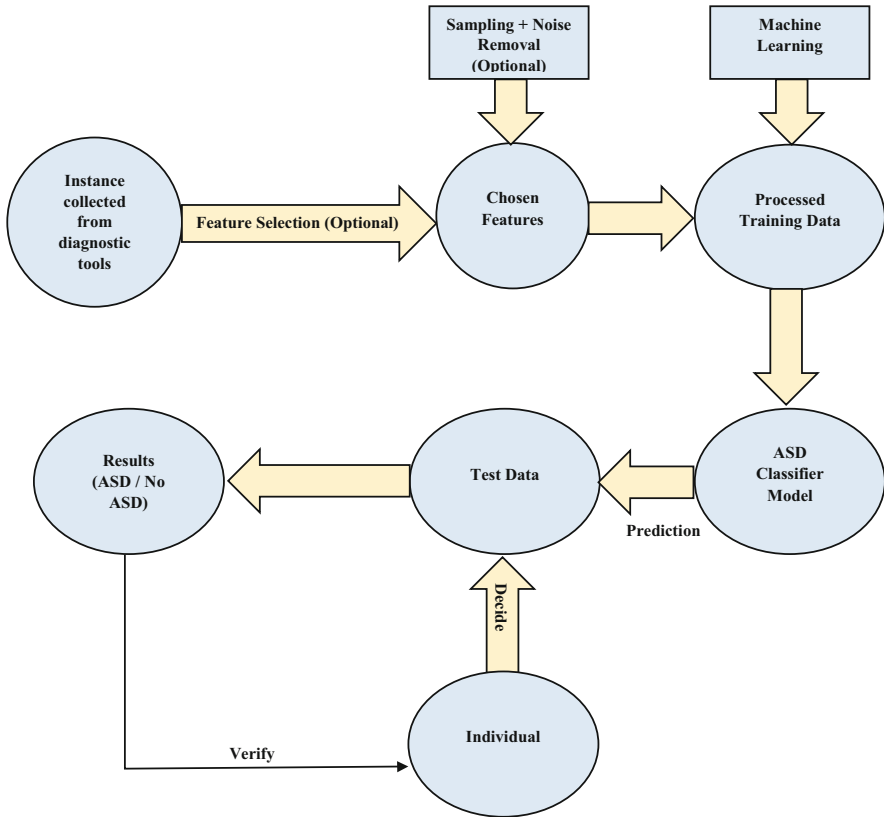 Sampling + Noise
Removal
(Optional)
Machine
Learning
Instance
collected
from
diagnostic
tools
Feature Selection (Optional)
Chosen
Features
Processed
Training Data
Results
(ASD / No
ASD)
Test Data
ASD
Classifier
Model
Prediction
Decide
Individual
Verify